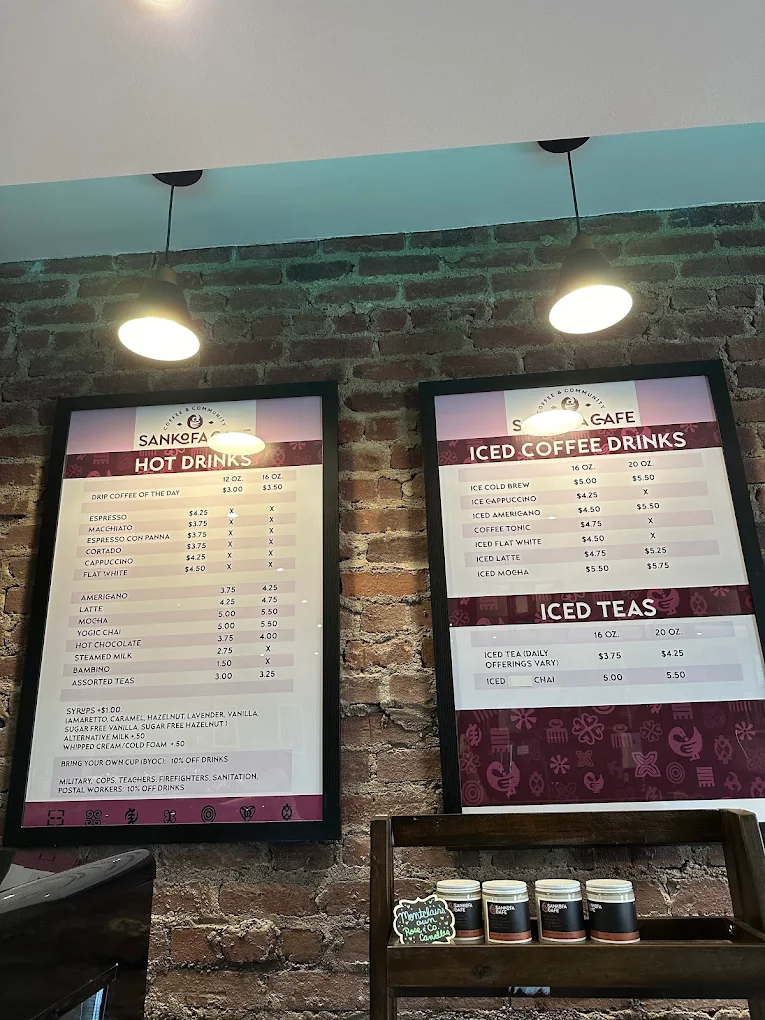 COFFEE & COMMUNITY
SANKOFA
HOT DRINKS
12 OZ. 16 OZ.
DRIP COFFEE OF THE DAY $3.00 $3.50
ESPRESSO $4.25 X X
MACCHIATO $3.75 X X
ESPRESSO CON PANNA $3.75 X X
CORTADO $3.75 X X
CAPPUCCINO $4.25 X X
FLAT WHITE $4.50 X X
AMERICANO 3.75 4.25
LATTE 4.25 4.75
MOCHA 5.00 5.50
YOGIC CHAI 5.00 5.50
HOT CHOCOLATE 3.75 4.00
STEAMED MILK 2.75 X
BAMBINO 1.50 X
ASSORTED TEAS 3.00 3.25
SYRUPS +$1.00.
(AMARETTO, CARAMEL, HAZELNUT, LAVENDER, VANILLA,
SUGAR FREE VANILLA, SUGAR FREE HAZELNUT)
ALTERNATIVE MILK +.50
WHIPPED CREAM/COLD FOAM +.50
BRING YOUR OWN CUP (BYOC): 10% OFF DRINKS
MILITARY, COPS, TEACHERS, FIREFIGHTERS, SANITATION,
POSTAL WORKERS: 10% OFF DRINKS
COFFEE & COMMUNITY
S A CAFE
ICED COFFEE DRINKS
16 OZ. 20 OZ.
ICE COLD BREW $5.00 $5.50
ICE CAPPUCCINO $4.25 X
ICED AMERICANO $4.50 $5.50
COFFEE TONIC $4.75 X
ICED FLAT WHITE $4.50 X
ICED LATTE $4.75 $5.25
ICED MOCHA $5.50 $5.75
ICED TEAS
16 OZ. 20 OZ.
ICED TEA (DAILY $3.75 $4.25
OFFERINGS VARY)
ICED CHAI 5.00 5.50
Montclair's
own
Rose & Co.
Candles
SANKOFA
CAFE
SANKOFA
CAFE
SANKOFA
CAFE
SANKOFA
CAFE